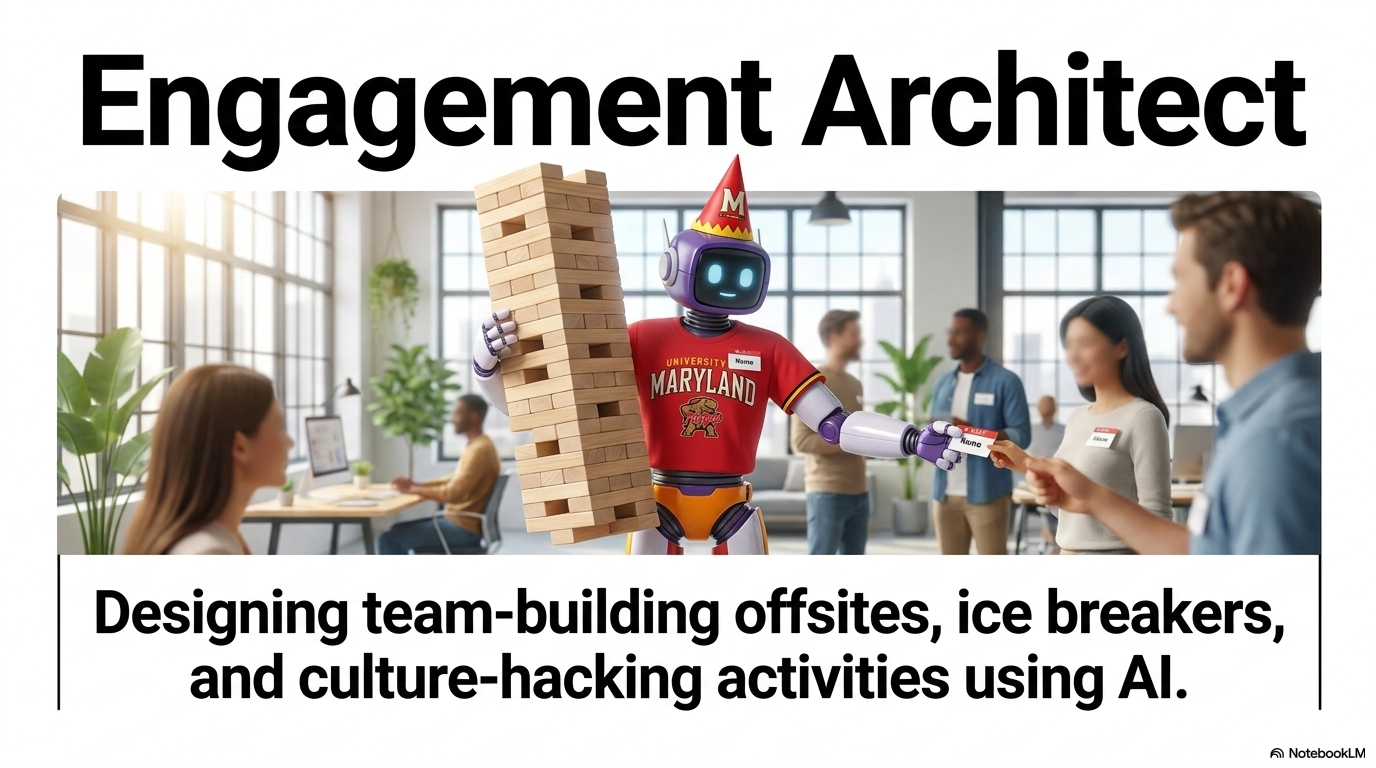 Engagement Architect
M
UNIVERSITY
MARYLAND
Name
Name
Designing team-building offsites, ice breakers,
and culture-hacking activities using AI.
NotebookLM